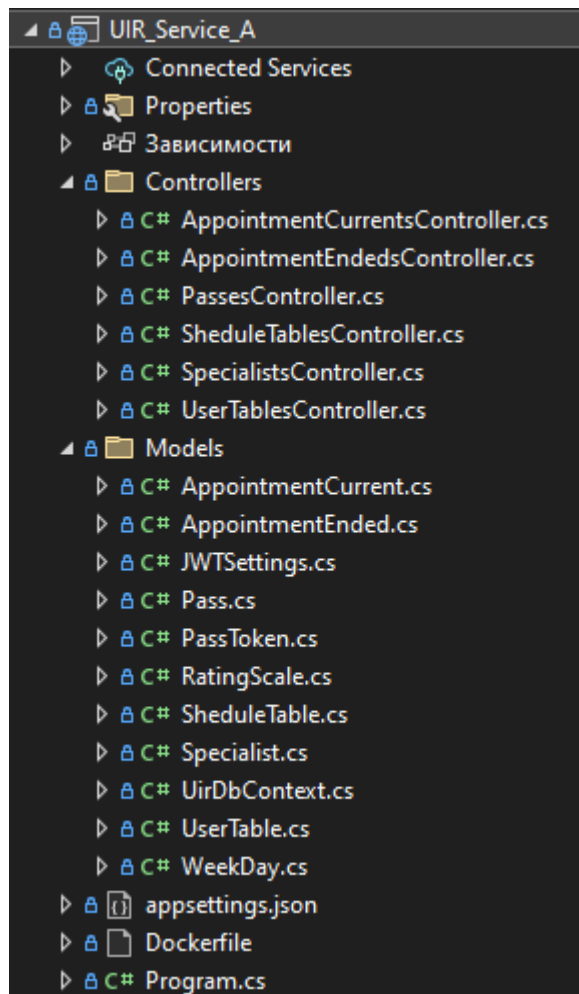 UIR_Service_A
Connected Services
Properties
Зависимости
Controllers
C# AppointmentCurrentsController.cs
C# AppointmentEndedsController.cs
C# PassesController.cs
C# SheduleTablesController.cs
C# SpecialistsController.cs
C# UserTablesController.cs
Models
C# AppointmentCurrent.cs
C# AppointmentEnded.cs
C# JWTSettings.cs
C# Pass.cs
C# PassToken.cs
C# RatingScale.cs
C# SheduleTable.cs
C# Specialist.cs
C# UirDbContext.cs
C# UserTable.cs
C# WeekDay.cs
appsettings.json
Dockerfile
C# Program.cs